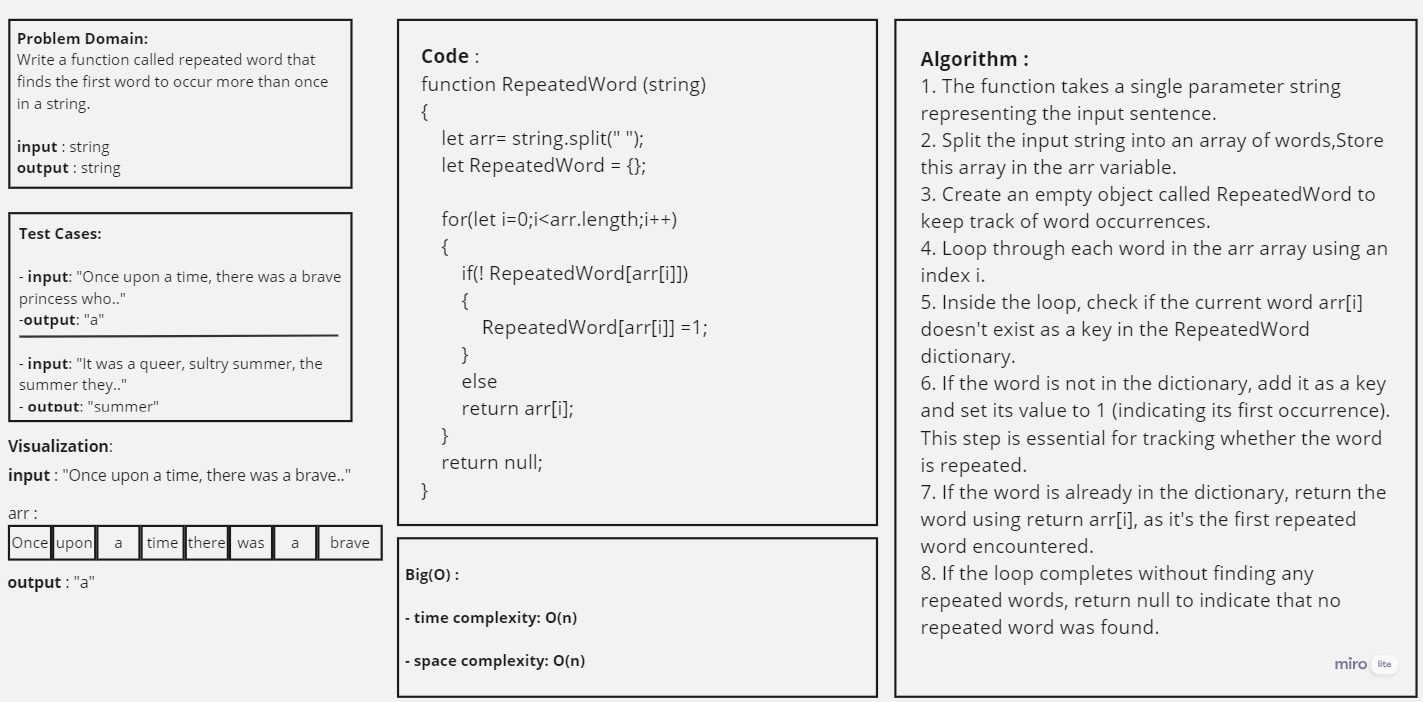 Problem Domain:
Write a function called repeated word that
finds the first word to occur more than once
in a string.
input : string
output : string
Test Cases:
- input: "Once upon a time, there was a brave
princess who.."
-output: "a"
- input: "It was a queer, sultry summer, the
summer they.."
- output: "summer"
Visualization:
input : "Once upon a time, there was a brave.."
arr :
Once upon a time there was a brave
output : "a"
Code :
function RepeatedWord (string)
{
let arr= string.split(" ");
let RepeatedWord = {};
for(let i=0;i<arr.length;i++)
{
if(! RepeatedWord[arr[i]])
{
RepeatedWord[arr[i]] =1;
}
else
return arr[i];
}
return null;
}
Big(O) :
- time complexity: O(n)
- space complexity: O(n)
Algorithm :
1. The function takes a single parameter string
representing the input sentence.
2. Split the input string into an array of words,Store
this array in the arr variable.
3. Create an empty object called RepeatedWord to
keep track of word occurrences.
4. Loop through each word in the arr array using an
index i.
5. Inside the loop, check if the current word arr[i]
doesn't exist as a key in the RepeatedWord
dictionary.
6. If the word is not in the dictionary, add it as a key
and set its value to 1 (indicating its first occurrence).
This step is essential for tracking whether the word
is repeated.
7. If the word is already in the dictionary, return the
word using return arr[i], as it's the first repeated
word encountered.
8. If the loop completes without finding any
repeated words, return null to indicate that no
repeated word was found.
miro lite